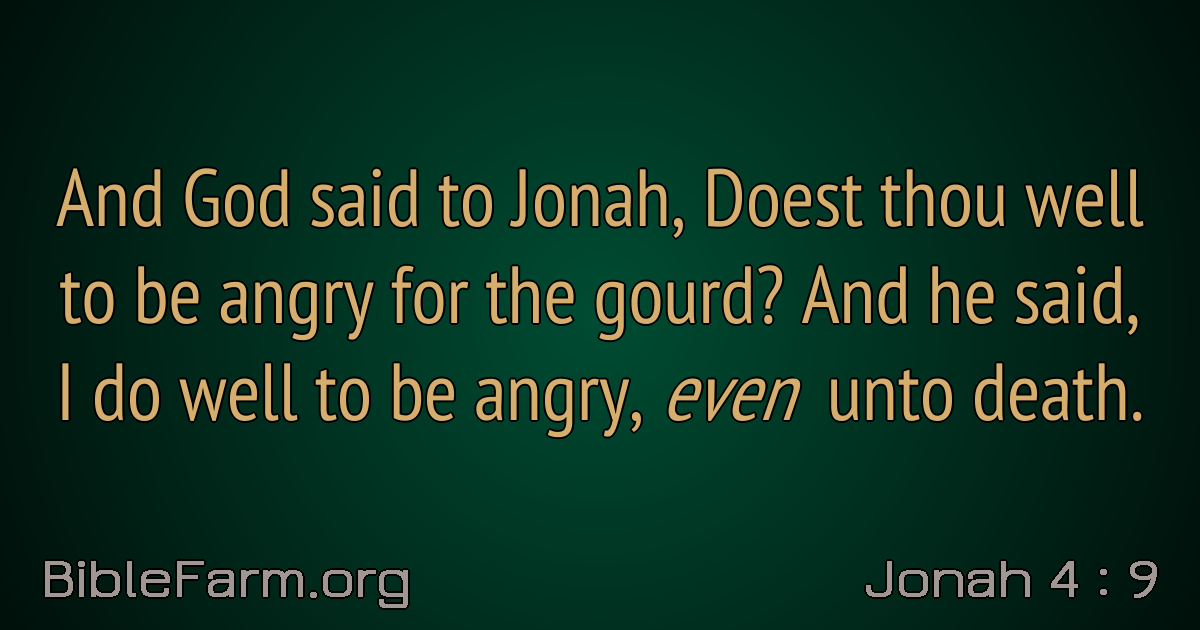 And God said to Jonah, Doest thou well
to be angry for the gourd? And he said,
I do well to be angry, even unto death.
BibleFarm.org
Jonah 4 : 9